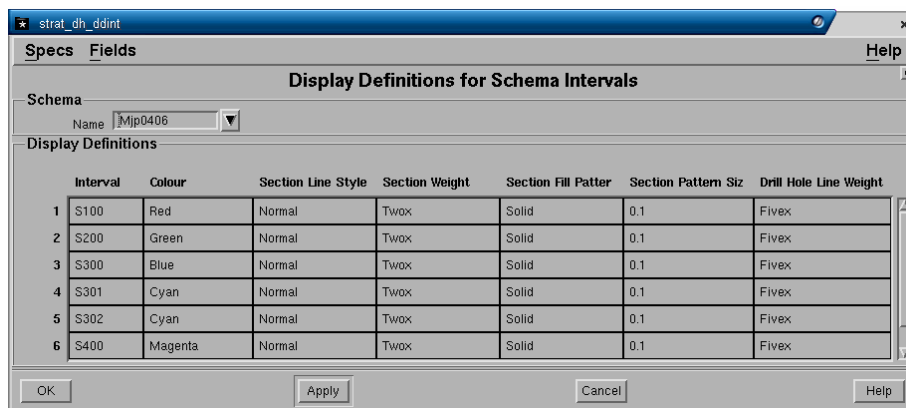 strat_dh_ddint
Specs Fields Help
Display Definitions for Schema Intervals
Schema
Name Mjp0406
Display Definitions
Interval Colour Section Line Style Section Weight Section Fill Patter Section Pattern Siz Drill Hole Line Weight
1 S100 Red Normal Twox Solid 0.1 Fivex
2 S200 Green Normal Twox Solid 0.1 Fivex
3 S300 Blue Normal Twox Solid 0.1 Fivex
4 S301 Cyan Normal Twox Solid 0.1 Fivex
5 S302 Cyan Normal Twox Solid 0.1 Fivex
6 S400 Magenta Normal Twox Solid 0.1 Fivex
OK Apply Cancel Help